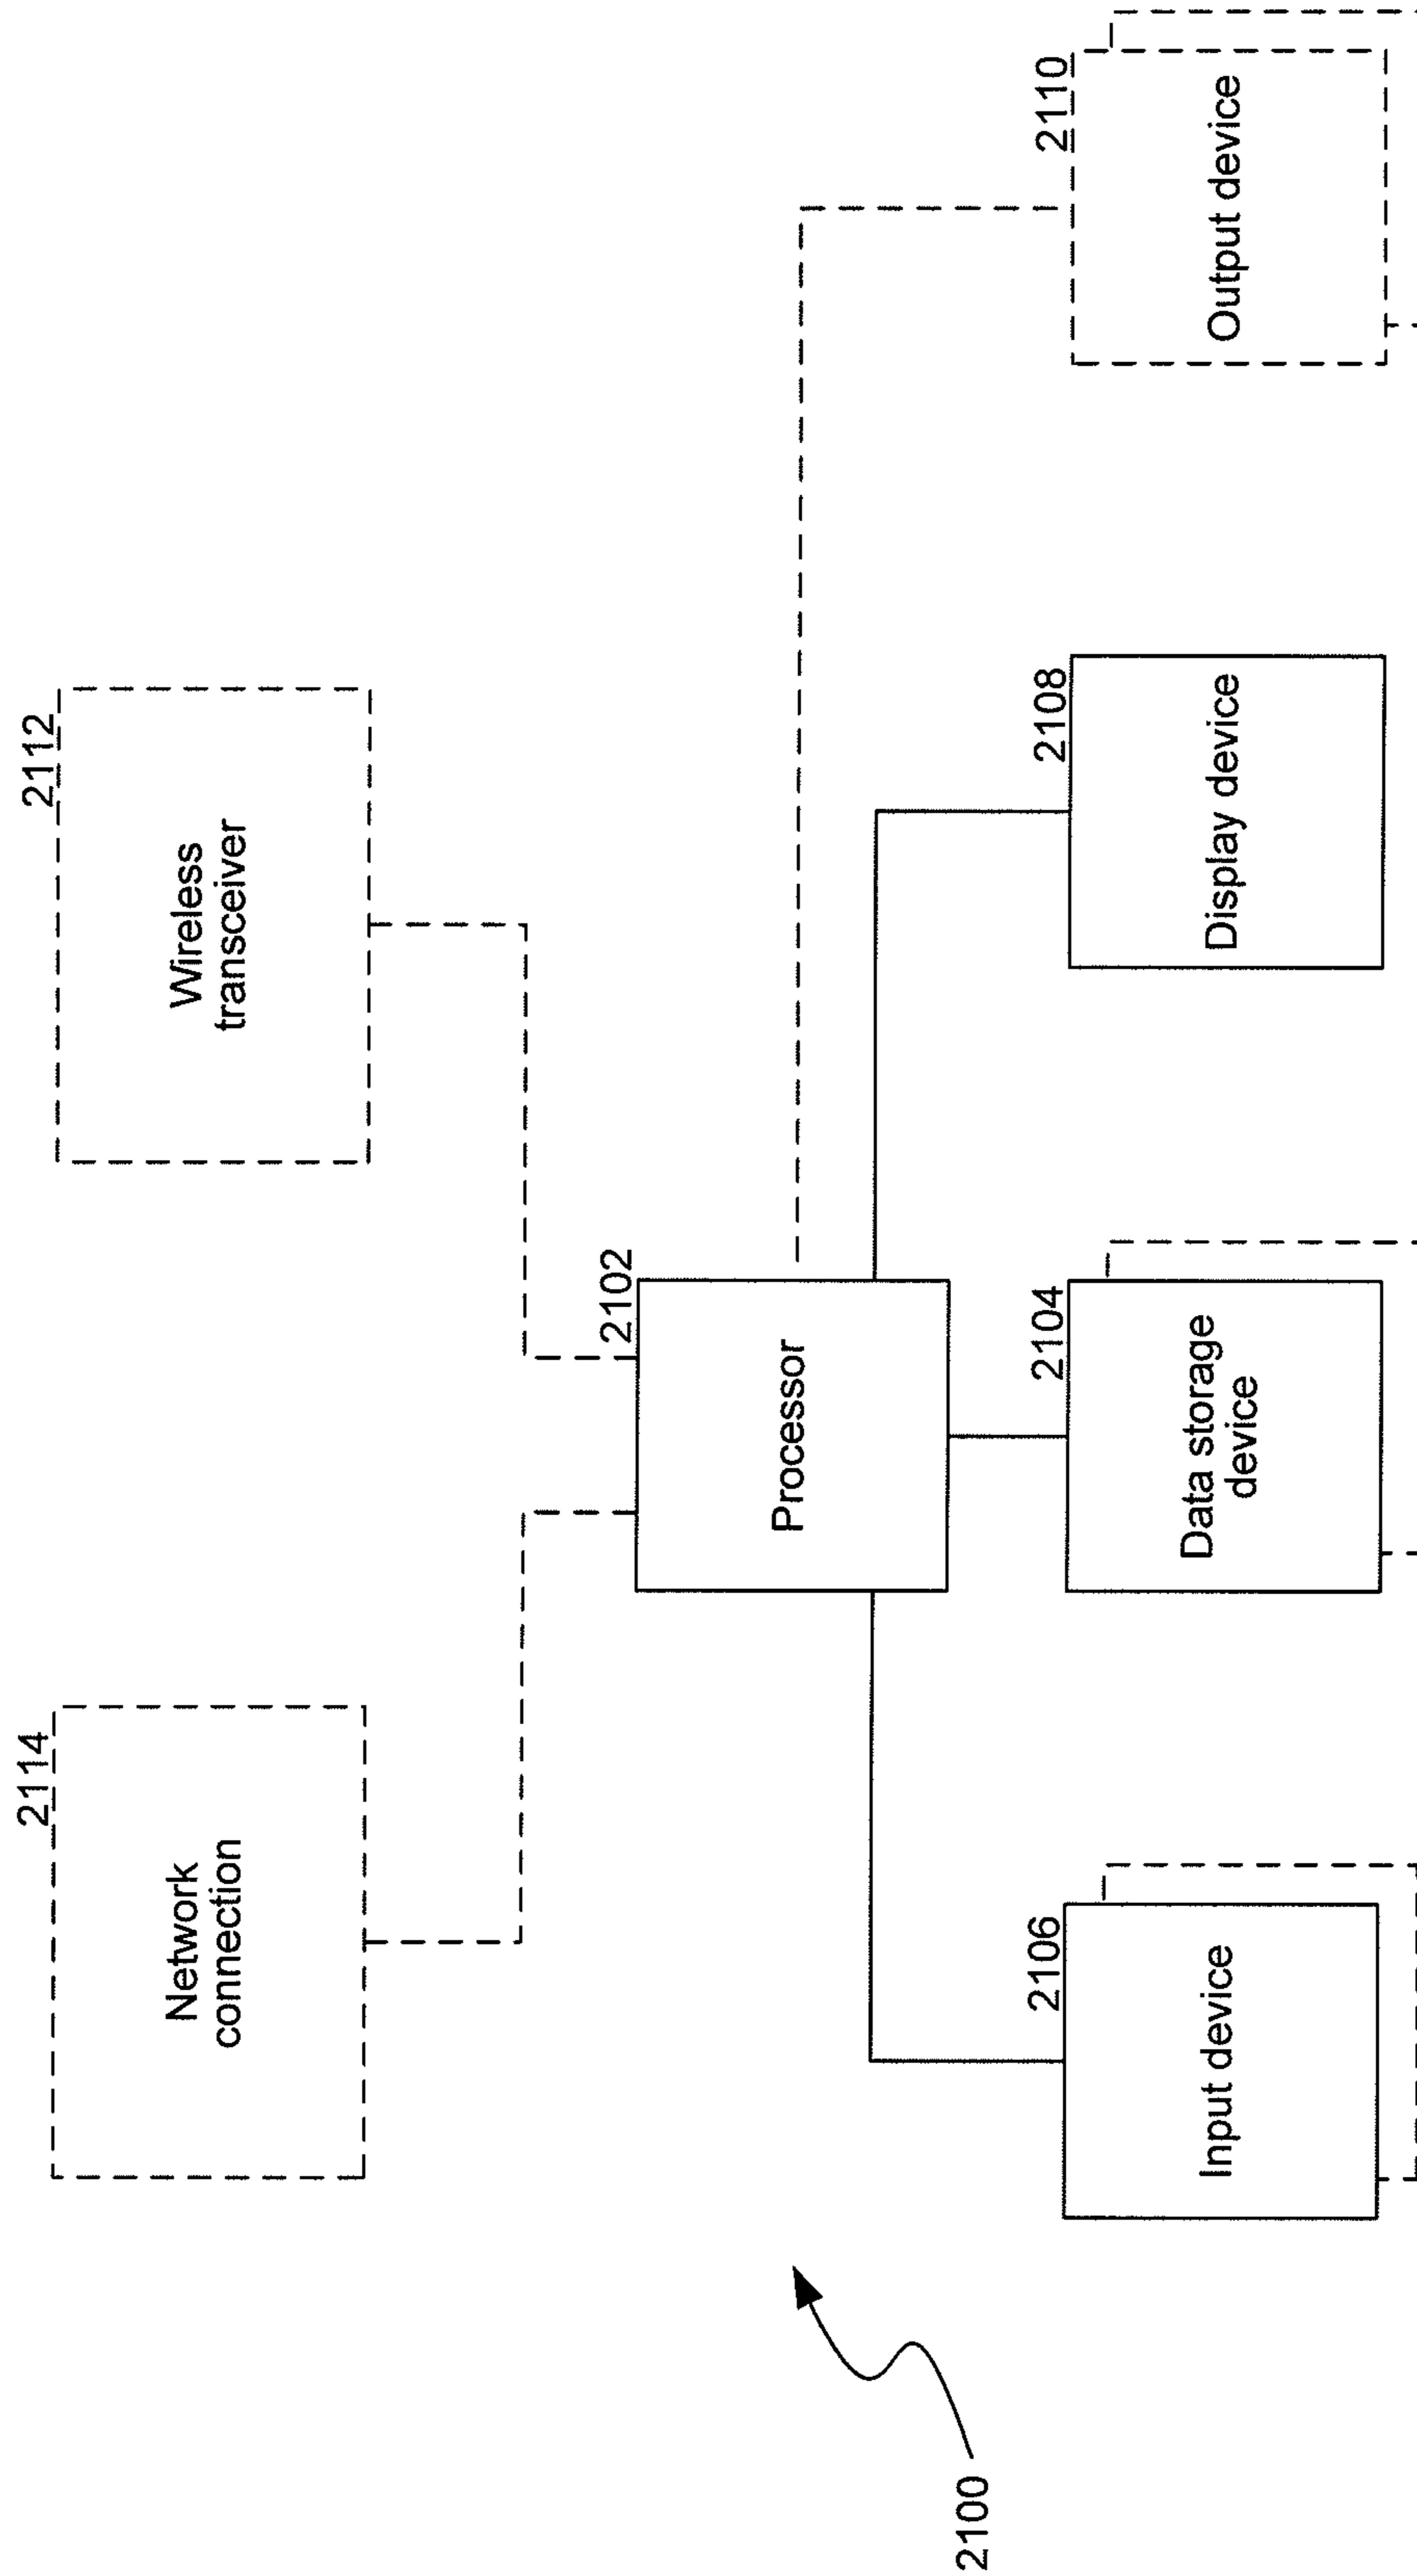 2114
Network
connection
2112
Wireless
transceiver
2102
Processor
2100
2106
Input device
2104
Data storage
device
2108
Display device
2110
Output device